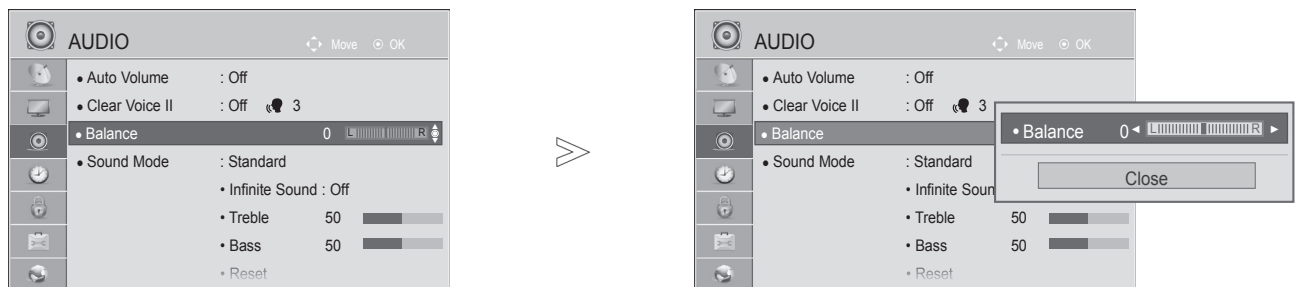 AUDIO Move OK
• Auto Volume : Off
• Clear Voice II : Off 3
• Balance 0 L R
• Sound Mode : Standard
• Infinite Sound : Off
• Treble 50
• Bass 50
• Reset
AUDIO Move OK
• Auto Volume : Off
• Clear Voice II : Off 3
• Balance
• Sound Mode : Standard
• Infinite Soun
• Treble 50
• Bass 50
• Reset
• Balance 0 L R
Close